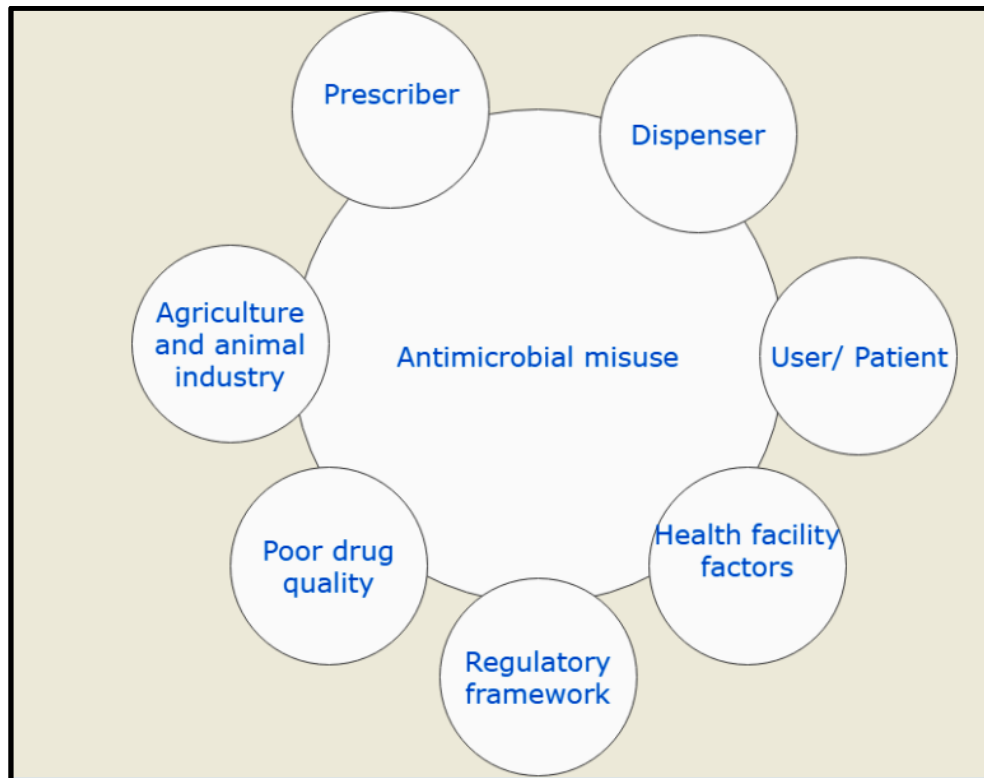 Prescriber
Dispenser
Agriculture
and animal
industry
Antimicrobial misuse
User/ Patient
Poor drug
quality
Health facility
factors
Regulatory
framework